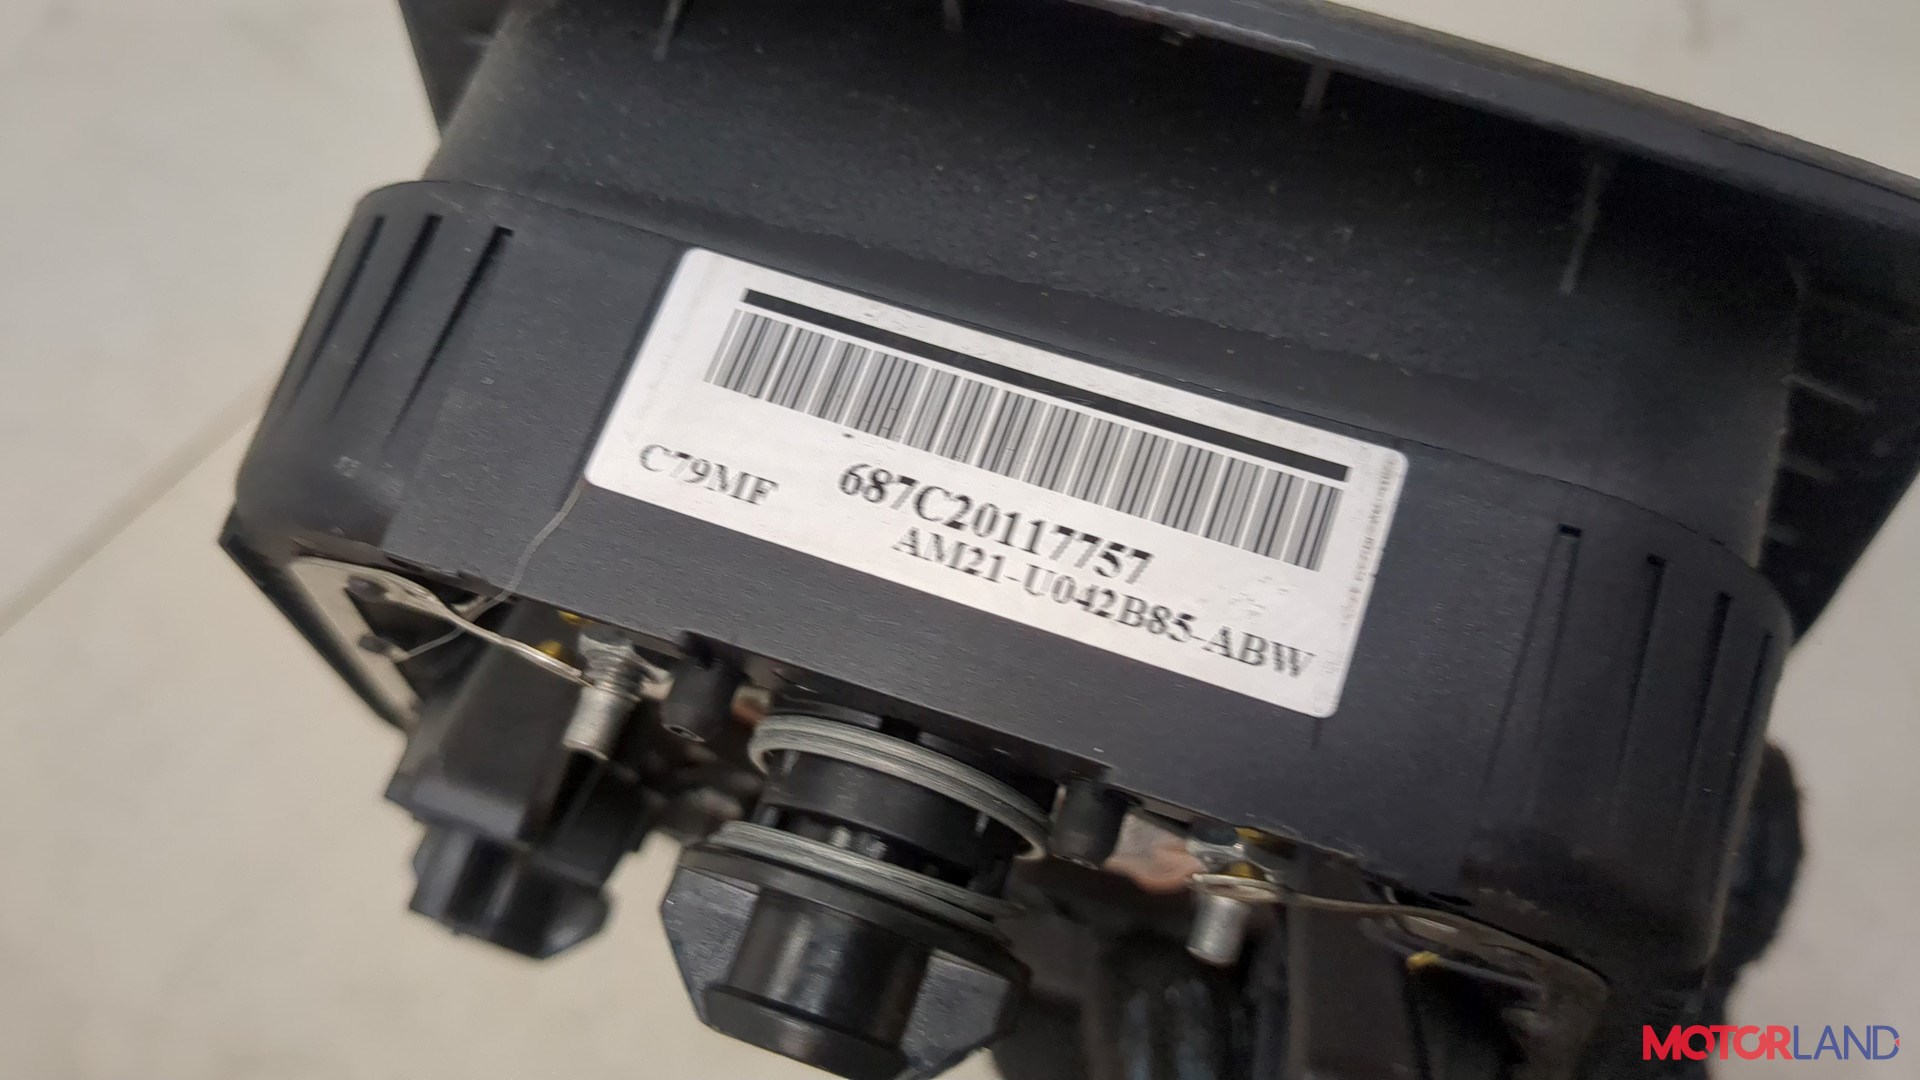 687C20117757
C79MF
AM21-U042B85-ABW
MOTORLAND